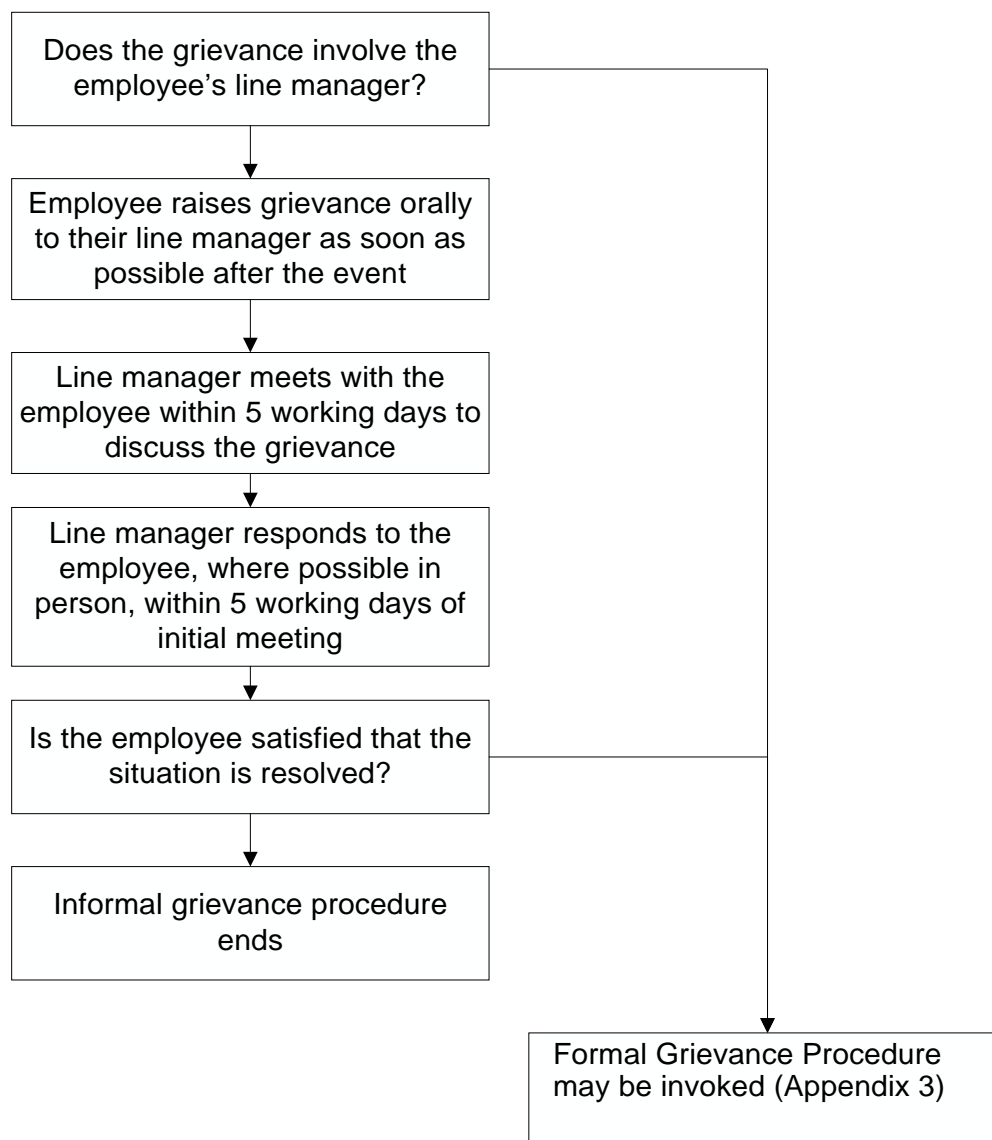 Does the grievance involve the
employee’s line manager?
Employee raises grievance orally
to their line manager as soon as
possible after the event
Line manager meets with the
employee within 5 working days to
discuss the grievance
Line manager responds to the
employee, where possible in
person, within 5 working days of
initial meeting
Is the employee satisfied that the
situation is resolved?
Informal grievance procedure
ends
Formal Grievance Procedure
may be invoked (Appendix 3)